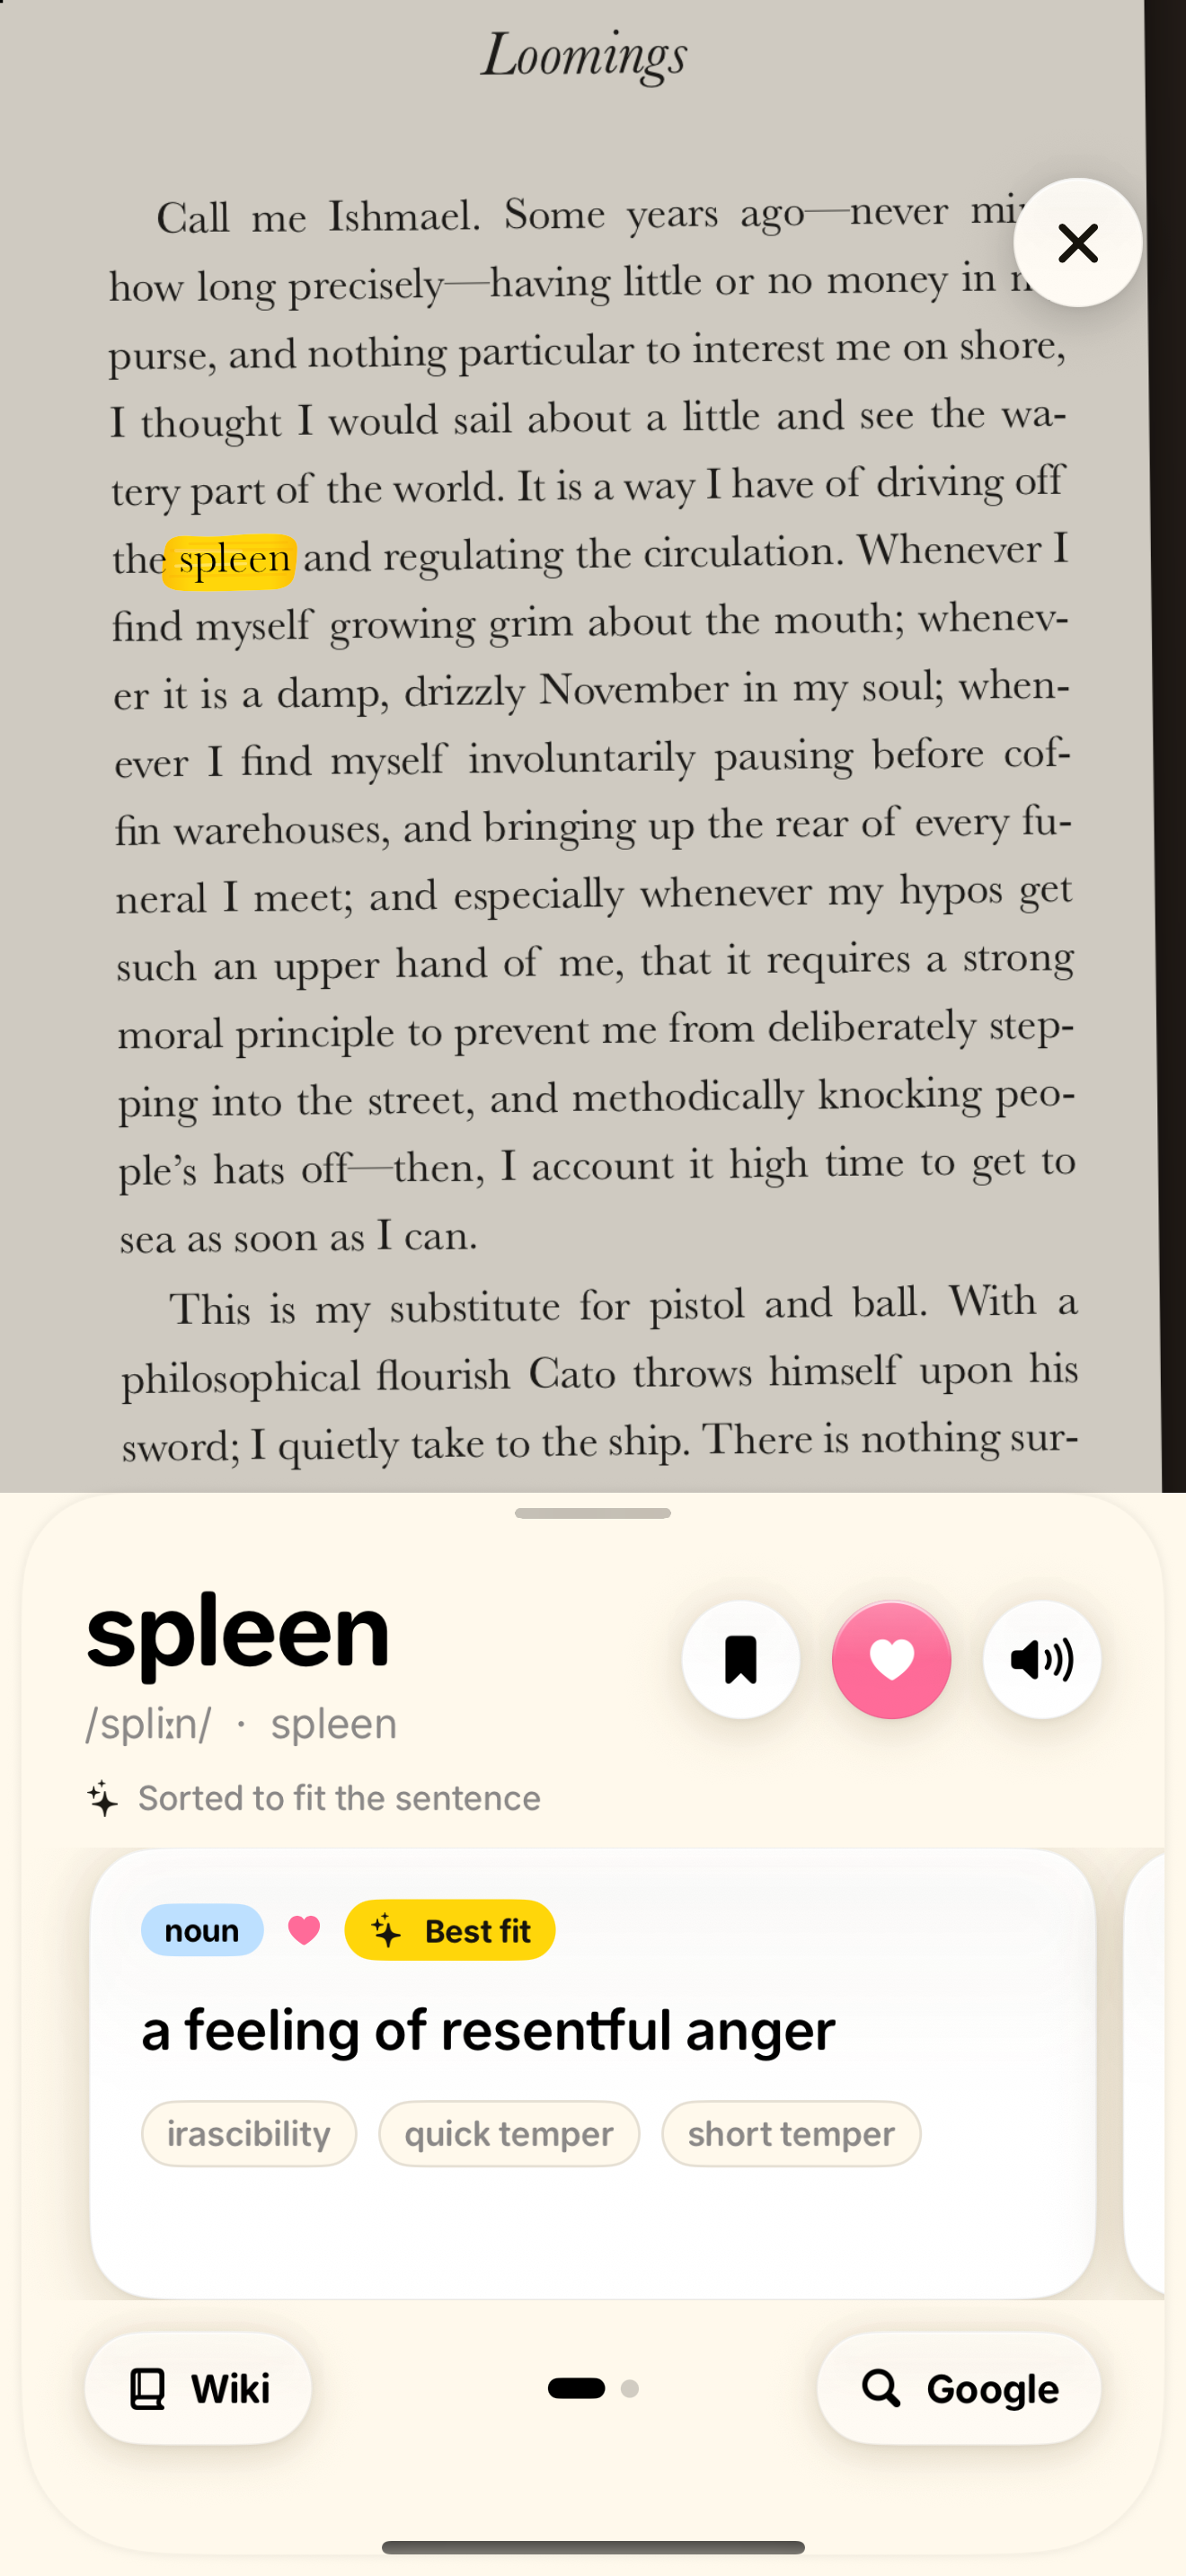 Loomings
Call me Ishmael. Some years ago—never
how long precisely—having little or no money in
purse, and nothing particular to interest me on shore,
I thought I would sail about a little and see the wa-
tery part of the world. It is a way I have of driving off
the spleen and regulating the circulation. Whenever I
find myself growing grim about the mouth; whenev-
er it is a damp, drizzly November in my soul; when-
ever I find myself involuntarily pausing before cof-
fin warehouses, and bringing up the rear of every fu-
neral I meet; and especially whenever my hypos get
such an upper hand of me, that it requires a strong
moral principle to prevent me from deliberately step-
ping into the street, and methodically knocking peo-
ple’s hats off—then, I account it high time to get to
sea as soon as I can.
This is my substitute for pistol and ball. With a
philosophical flourish Cato throws himself upon his
sword; I quietly take to the ship. There is nothing sur-
spleen
/spliːn/ · spleen
Sorted to fit the sentence
noun Best fit
a feeling of resentful anger
irascibility quick temper short temper
Wiki Google